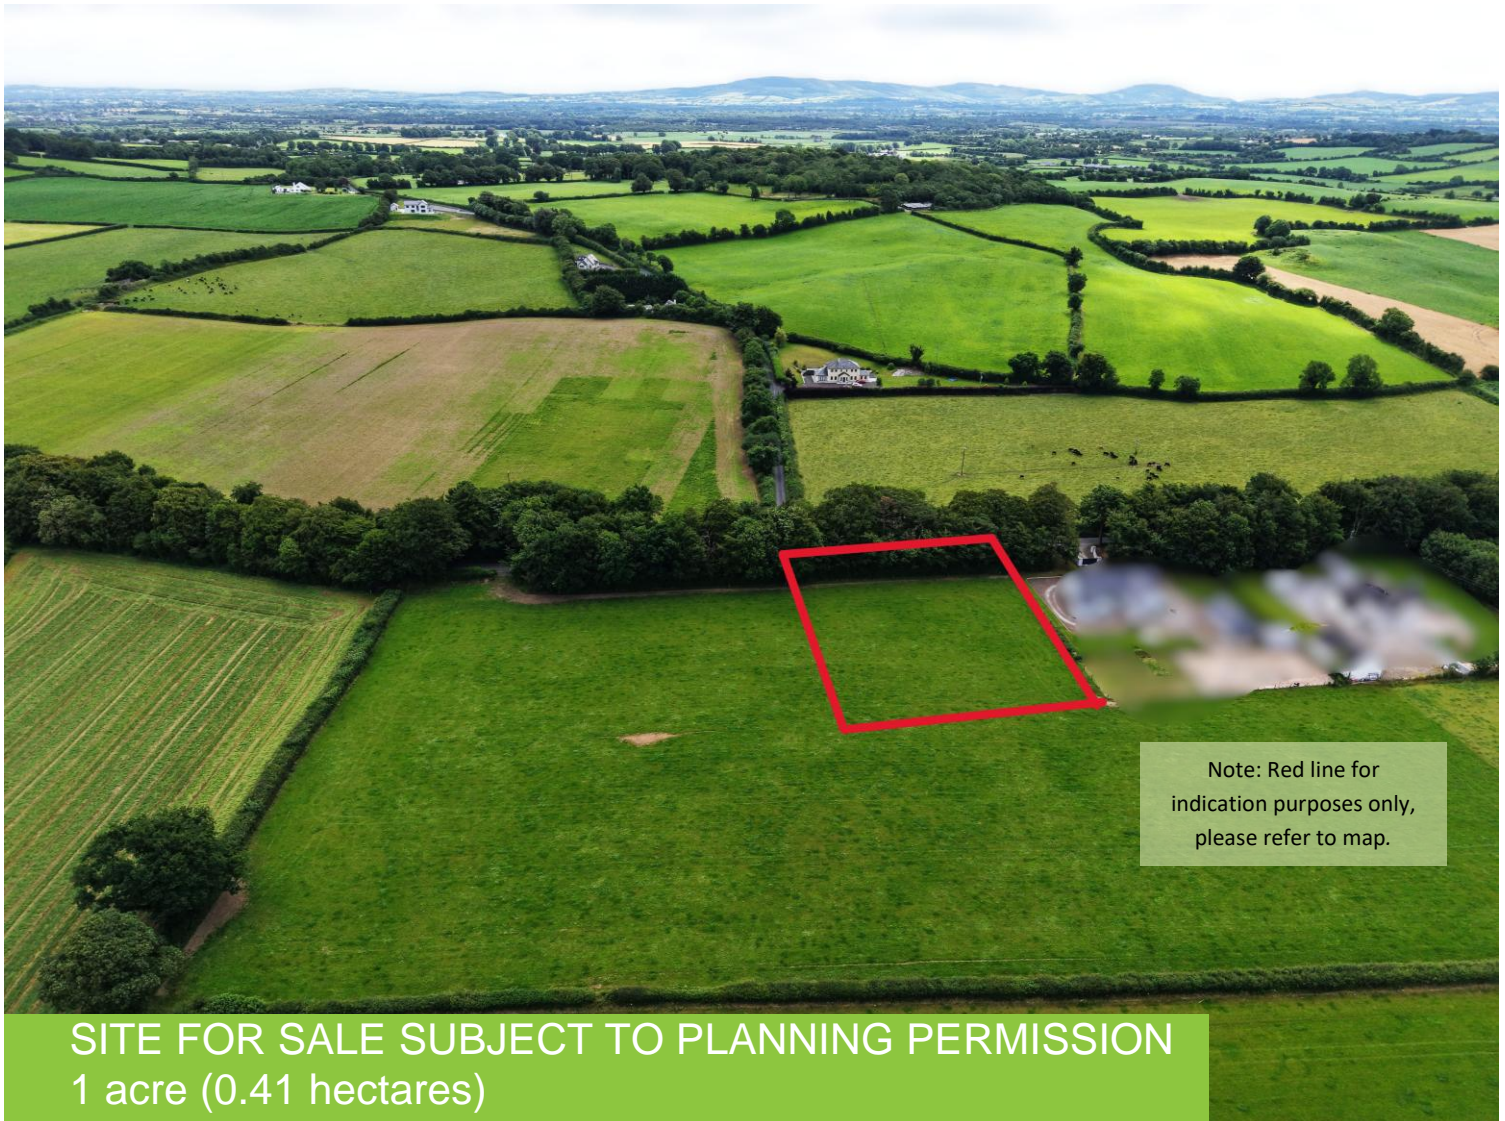 Note: Red line for
indication purposes only,
please refer to map.
SITE FOR SALE SUBJECT TO PLANNING PERMISSION
1 acre (0.41 hectares)